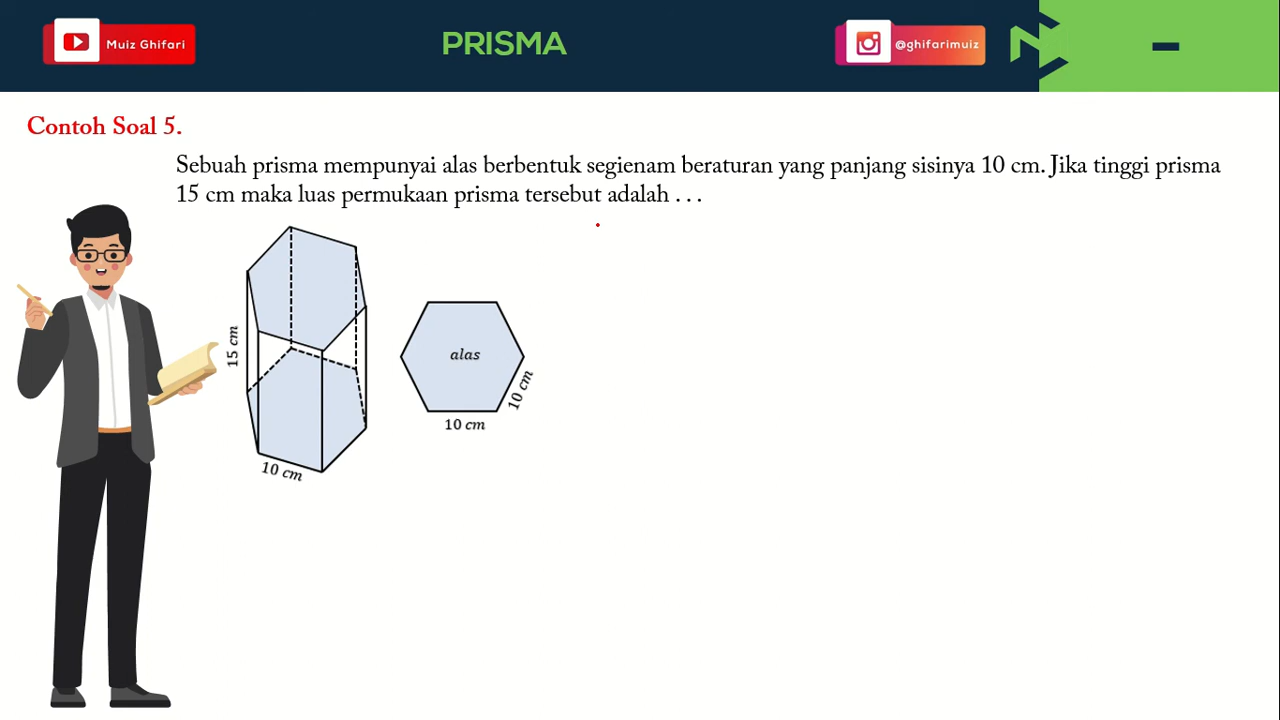 Muiz Ghifari
PRISMA
@ghifarimuiz
Contoh Soal 5.
Sebuah prisma mempunyai alas berbentuk segienam beraturan yang panjang sisinya 10 cm. Jika tinggi prisma
15 cm maka luas permukaan prisma tersebut adalah . . .
15 cm
alas
10 cm
10 cm
10 cm